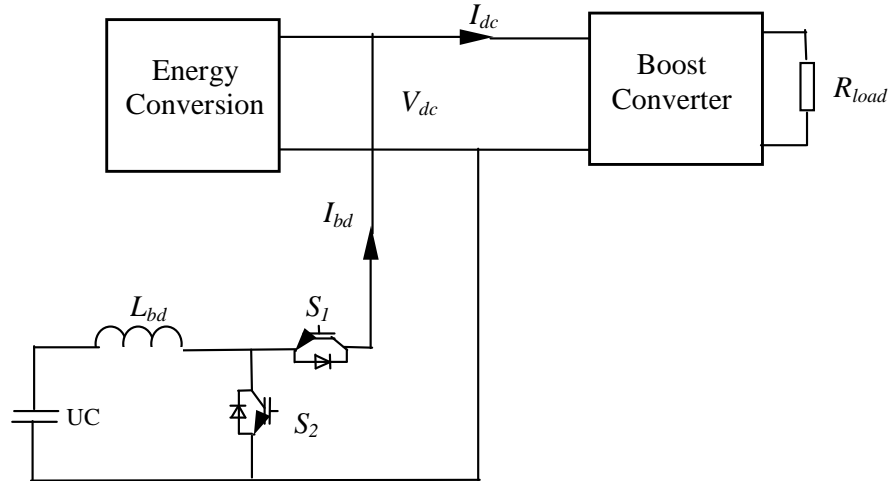 I_dc
Energy
Conversion
Boost
Converter
V_dc
R_load
I_bd
L_bd
S_1
UC
S_2